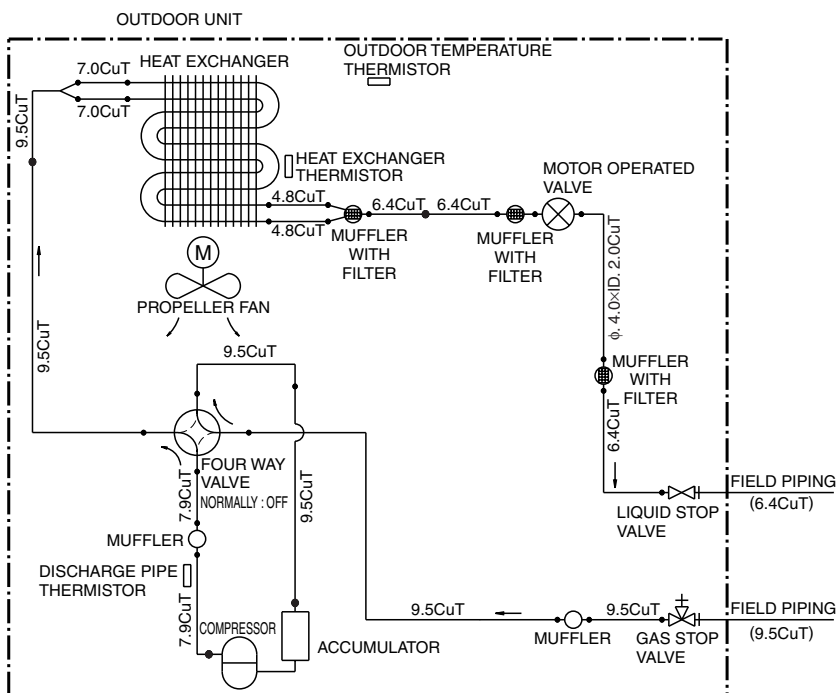 OUTDOOR UNIT
HEAT EXCHANGER
OUTDOOR TEMPERATURE
THERMISTOR
7.0CuT
7.0CuT
9.5CuT
HEAT EXCHANGER
THERMISTOR
MOTOR OPERATED
VALVE
4.8CuT
6.4CuT
6.4CuT
4.8CuT
MUFFLER
WITH
FILTER
MUFFLER
WITH
FILTER
M
PROPELLER FAN
φ. 4.0×ID. 2.0CuT
9.5CuT
9.5CuT
MUFFLER
WITH
FILTER
6.4CuT
FOUR WAY
VALVE
NORMALLY : OFF
7.9CuT
9.5CuT
FIELD PIPING
(6.4CuT)
LIQUID STOP
VALVE
MUFFLER
DISCHARGE PIPE
THERMISTOR
7.9CuT
COMPRESSOR
ACCUMULATOR
9.5CuT
9.5CuT
FIELD PIPING
(9.5CuT)
MUFFLER
GAS STOP
VALVE